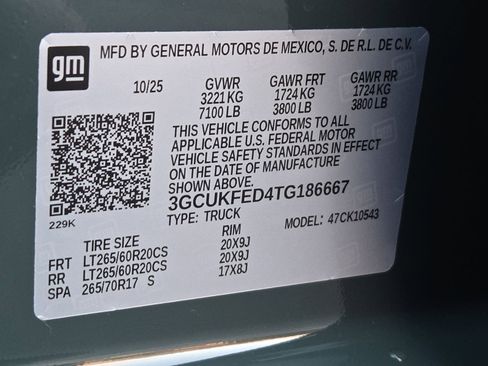 gm
MFD BY GENERAL MOTORS DE MEXICO, S. DE R.L. DE C.V.
10/25 GVWR GAWR FRT GAWR RR
3221 KG 1724 KG 1724 KG
7100 LB 3800 LB 3800 LB
THIS VEHICLE CONFORMS TO ALL
APPLICABLE U.S. FEDERAL MOTOR
VEHICLE SAFETY STANDARDS IN EFFECT
ON THE DATE OF MANUFACTURE
SHOWN ABOVE.
3GCUKFED4TG186667
TYPE: TRUCK 47CK10543
229K
TIRE SIZE RIM
FRT LT265/60R20CS 20X9J
RR LT265/60R20CS 20X9J
SPA 265/70R17 S 17X8J